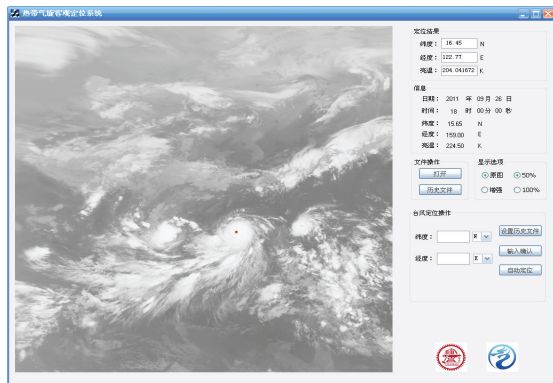 热带气旋客观定位系统
定位结果
纬度： 16.45 N
经度： 122.77 E
亮温： 204.041672 K
信息
日期： 2011 年 09 月 26 日
时间： 18 时 00 分 00 秒
纬度： 15.65 N
经度： 159.00 E
亮温： 224.50 K
文件操作 显示选项
打开 原图 50%
历史文件 增强 100%
台风定位操作
设置历史文件
纬度： N
输入确认
经度： E
自动定位